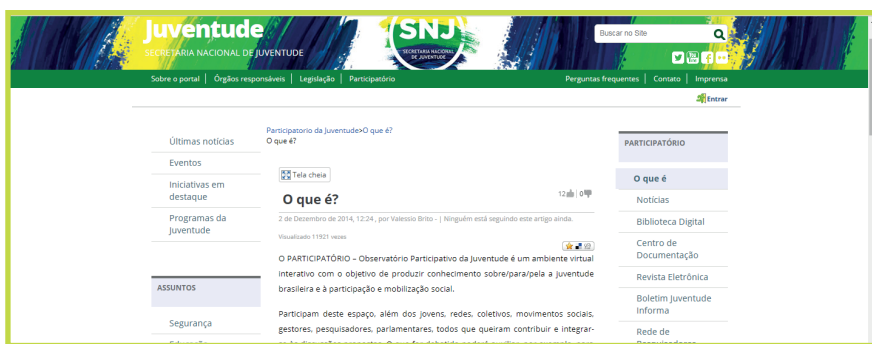 Juventude
SECRETARIA NACIONAL DE JUVENTUDE
SNJ
SECRETARIA NACIONAL
DE JUVENTUDE
Buscar no Site
You
Tube
Sobre o portal | Órgãos responsáveis | Legislação | Participatório
Perguntas frequentes | Contato | Imprensa
Entrar
Últimas notícias
Eventos
Iniciativas em
destaque
Programas da
Juventude
ASSUNTOS
Segurança
Participatorio da Juventude>O que é?
O que é?
Tela cheia
O que é?
12 | 0
2 de Dezembro de 2014, 12:24 , por Valessio Brito - | Ninguém está seguindo este artigo ainda.
Visualizado 11921 vezes
O PARTICIPATÓRIO – Observatório Participativo da Juventude é um ambiente virtual
interativo com o objetivo de produzir conhecimento sobre/para/pela a juventude
brasileira e à participação e mobilização social.
Participam deste espaço, além dos jovens, redes, coletivos, movimentos sociais,
gestores, pesquisadores, parlamentares, todos que queiram contribuir e integrar-
PARTICIPATÓRIO
O que é
Notícias
Biblioteca Digital
Centro de
Documentação
Revista Eletrônica
Boletim Juventude
Informa
Rede de